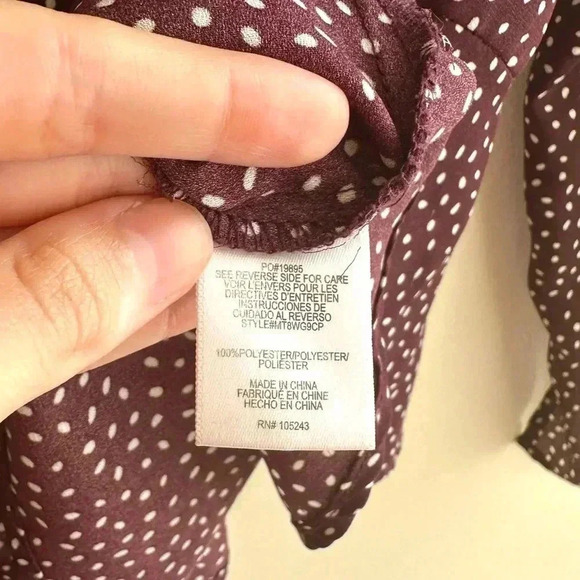 PO#19895
SEE REVERSE SIDE FOR CARE
VOIR L'ENVERS POUR LES
DIRECTIVES D'ENTRETIEN
INSTRUCCIONES DE
CUIDADO AL REVERSO
STYLE#MT8WG9CP
100%POLYESTER/POLYESTER/
POLIÉSTER
MADE IN CHINA
FABRIQUÉ EN CHINE
HECHO EN CHINA
RN# 105243